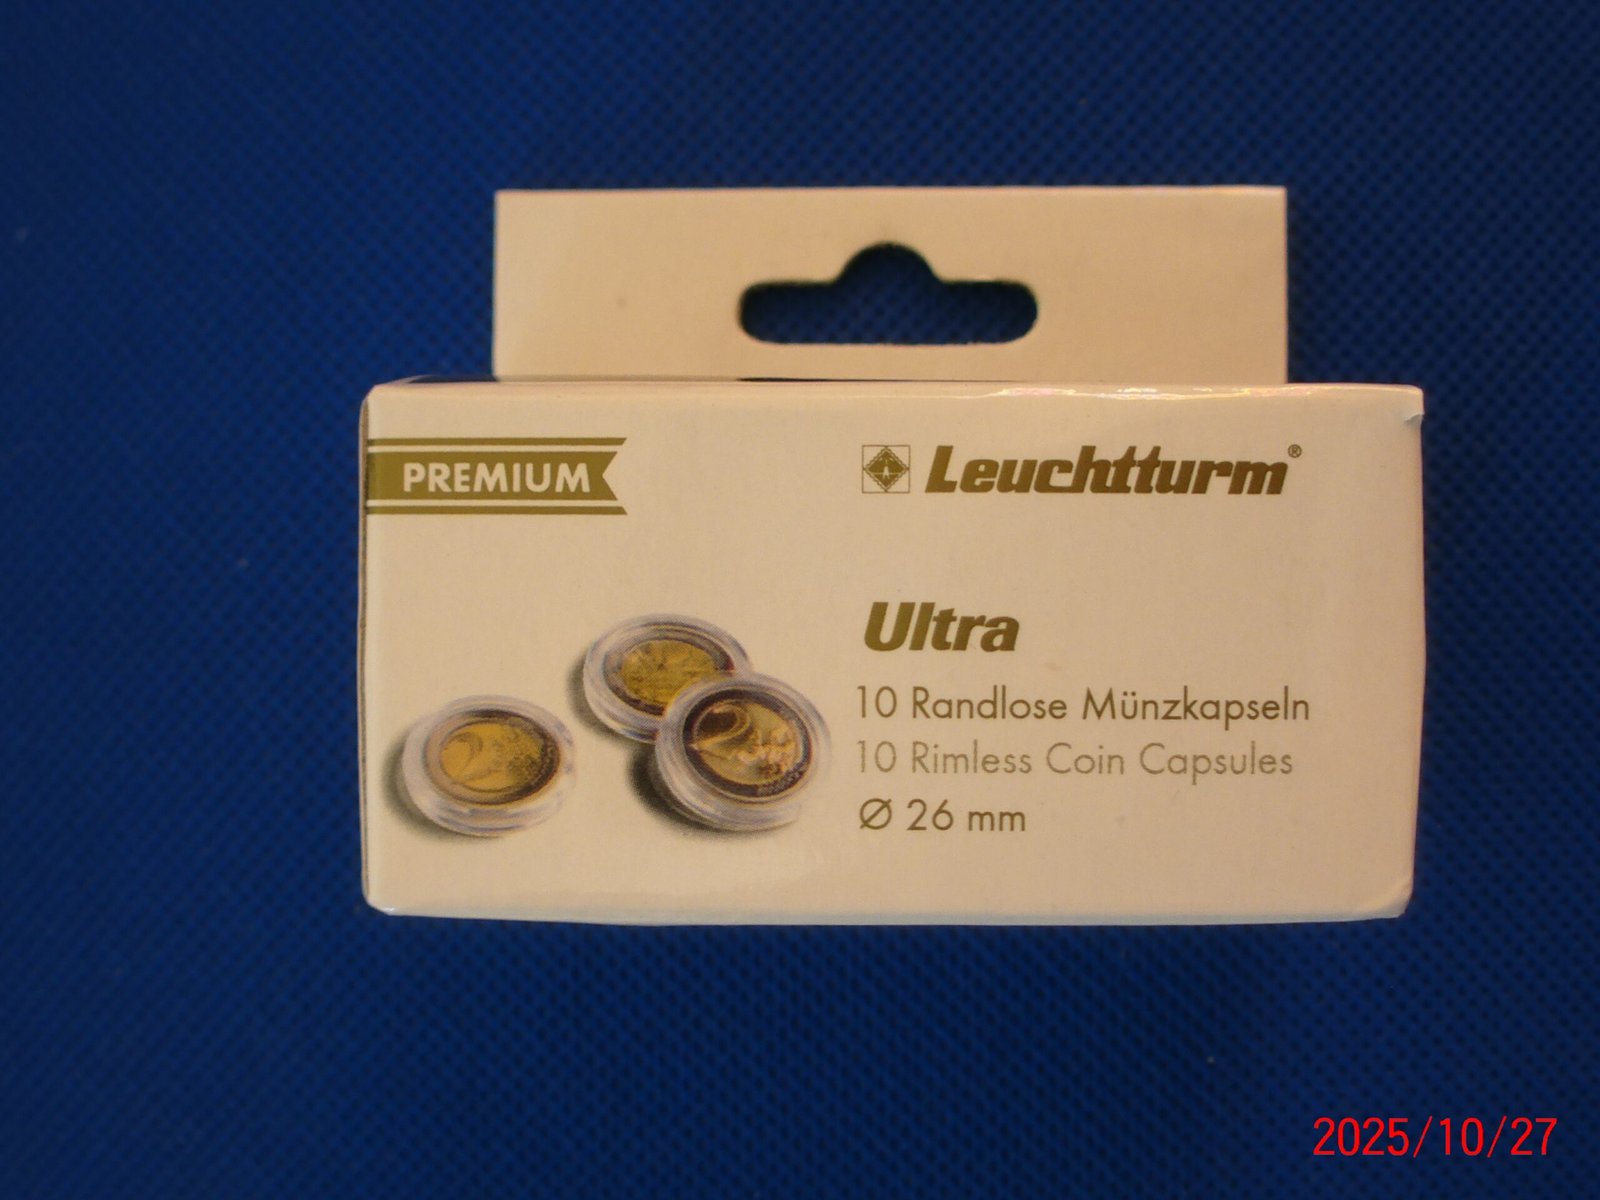 PREMIUM
Leuchtturm®
Ultra
10 Randlose Münzkapseln
10 Rimless Coin Capsules
Ø 26 mm
2025/10/27